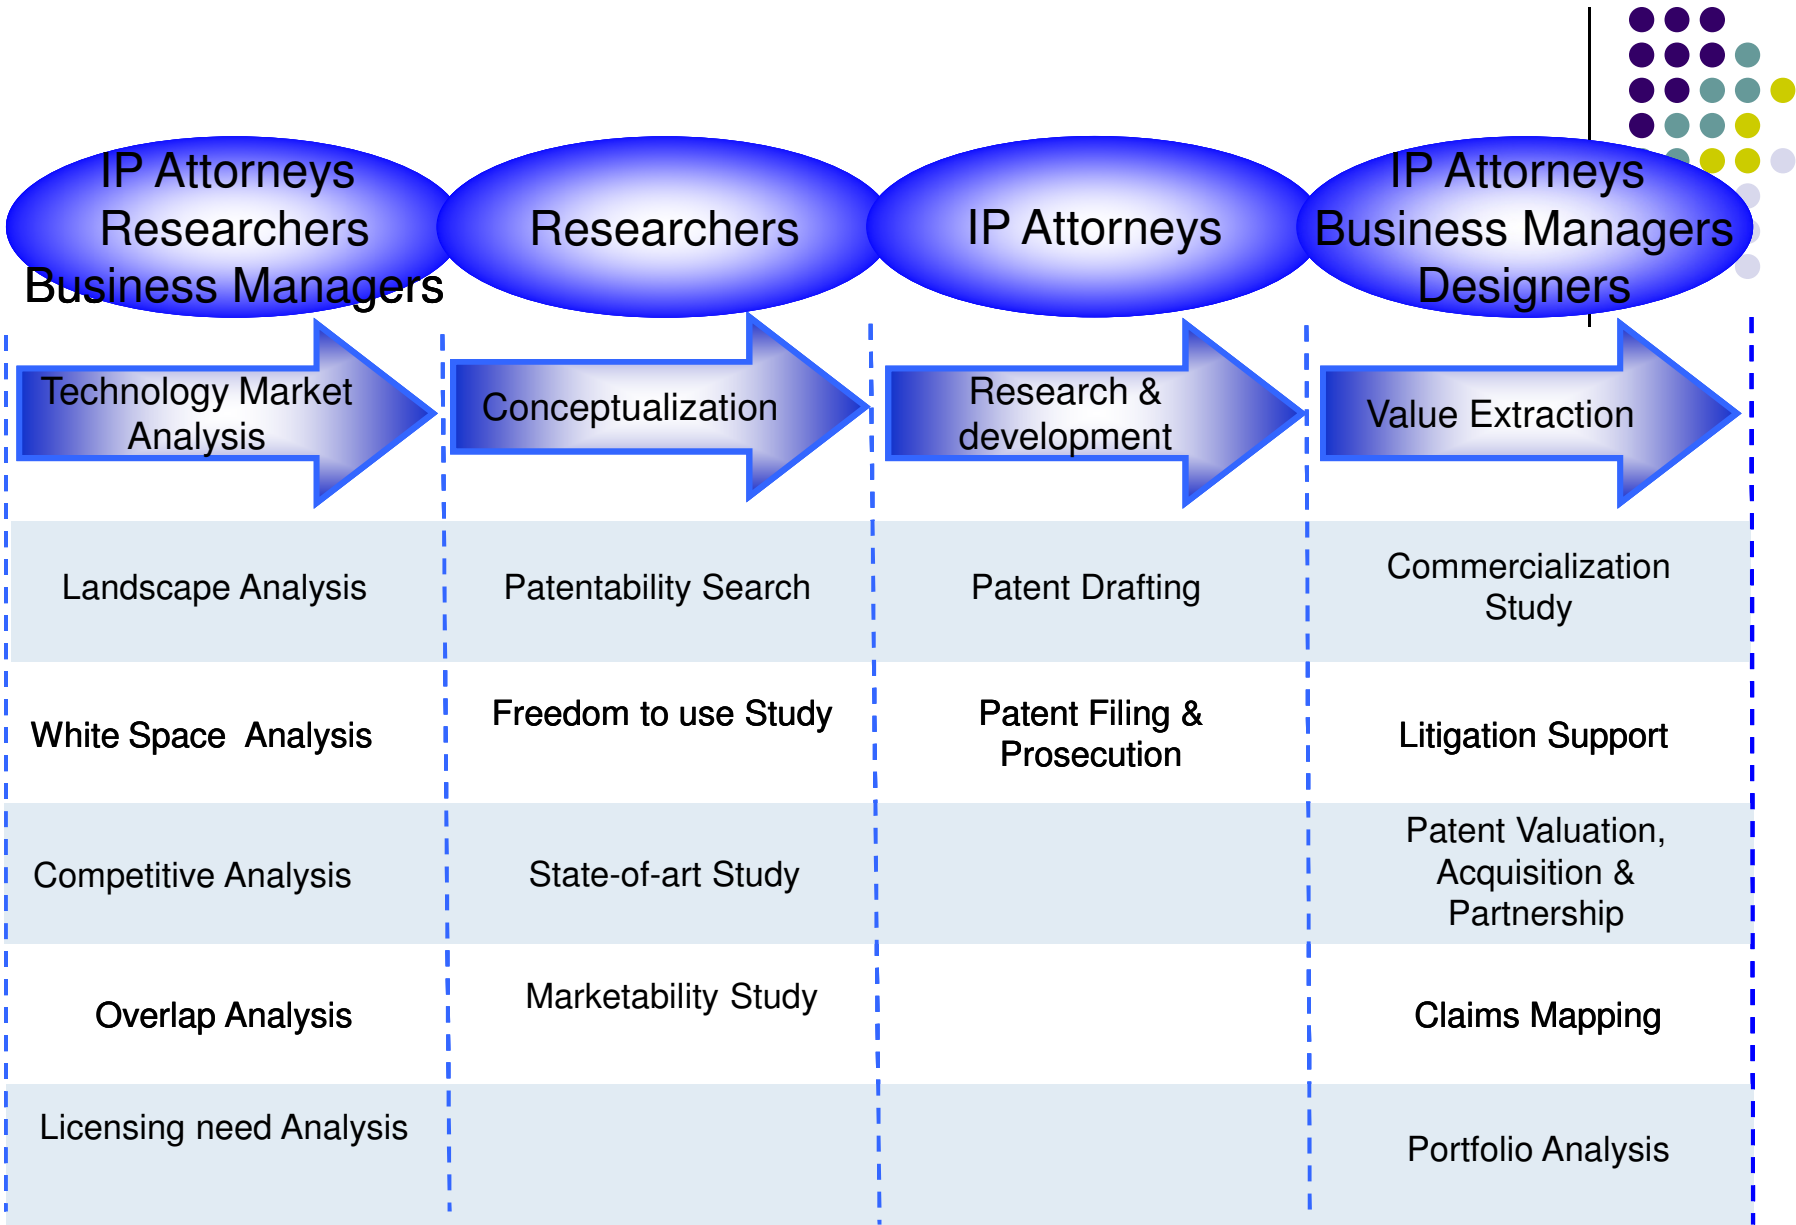 IP Attorneys
Researchers
Business Managers
Researchers
IP Attorneys
IP Attorneys
Business Managers
Designers
Technology Market
Analysis
Conceptualization
Research &
development
Value Extraction
Landscape Analysis
Patentability Search
Patent Drafting
Commercialization
Study
White Space  Analysis
Freedom to use Study
Patent Filing &
Prosecution
Litigation Support
Competitive Analysis
State-of-art Study
Patent Valuation,
Acquisition &
Partnership
Overlap Analysis
Marketability Study
Claims Mapping
Licensing need Analysis
Portfolio Analysis